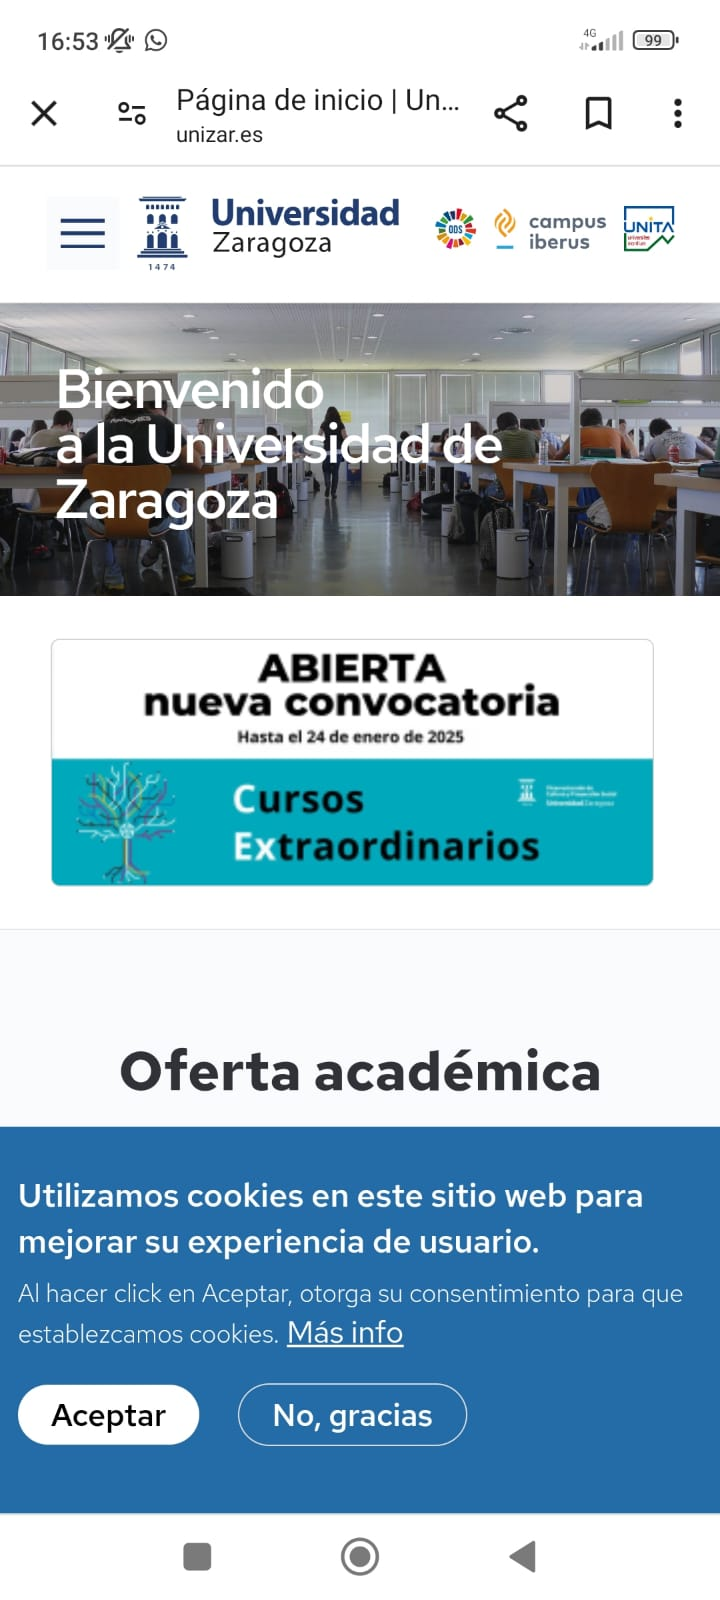 16:53
4G
99
Página de inicio | Un...
unizar.es
Universidad
Zaragoza
1474
ODS
campus
iberus
UNITA
Bienvenido
a la Universidad de
Zaragoza
ABIERTA
nueva convocatoria
Hasta el 24 de enero de 2025
Cursos
Extraordinarios
Universidad Zaragoza
Oferta académica
Utilizamos cookies en este sitio web para
mejorar su experiencia de usuario.
Al hacer click en Aceptar, otorga su consentimiento para que
establezcamos cookies. Más info
Aceptar
No, gracias